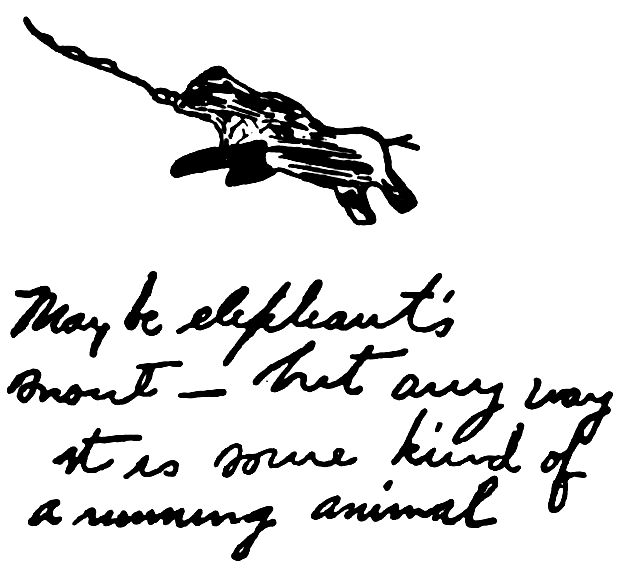 May be elephant's
snout — but any way
it is some kind of
a running animal